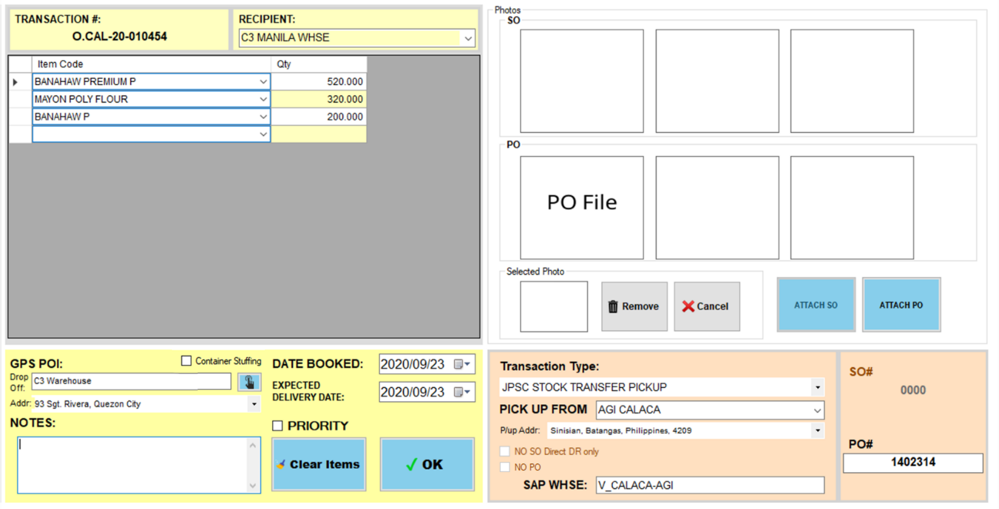 TRANSACTION #:
O.CAL-20-010454
RECIPIENT:
C3 MANILA WHSE
Item Code Qty
BANAHAW PREMIUM P 520.000
MAYON POLY FLOUR 320.000
BANAHAW P 200.000
Photos
SO
PO
PO File
Selected Photo
Remove
Cancel
ATTACH SO
ATTACH PO
GPS POI:
Container Stuffing
Drop Off:
C3 Warehouse
Addr: 93 Sgt. Rivera, Quezon City
NOTES:
DATE BOOKED: 2020/09/23
EXPECTED
DELIVERY DATE: 2020/09/23
PRIORITY
Clear Items
OK
Transaction Type:
JPSC STOCK TRANSFER PICKUP
PICK UP FROM AGI CALACA
P/up Addr: Sinisian, Batangas, Philippines, 4209
NO SO Direct DR only
NO PO
SAP WHSE: V_CALACA-AGI
SO#
0000
PO#
1402314